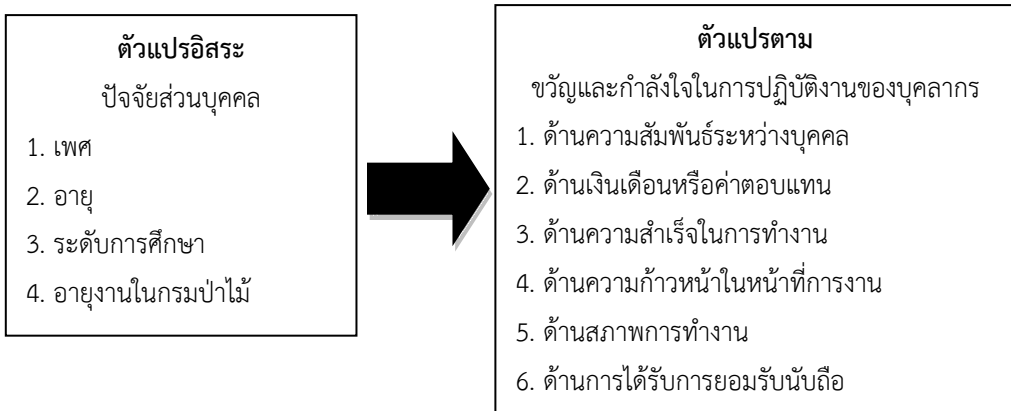 ตัวแปรอิสระ
ปัจจัยส่วนบุคคล
1. เพศ
2. อายุ
3. ระดับการศึกษา
4. อายุงานในกรมป่าไม้
ตัวแปรตาม
ขวัญและกำลังใจในการปฏิบัติงานของบุคลากร
1. ด้านความสัมพันธ์ระหว่างบุคคล
2. ด้านเงินเดือนหรือค่าตอบแทน
3. ด้านความสำเร็จในการทำงาน
4. ด้านความก้าวหน้าในหน้าที่การงาน
5. ด้านสภาพการทำงาน
6. ด้านการได้รับการยอมรับนับถือ